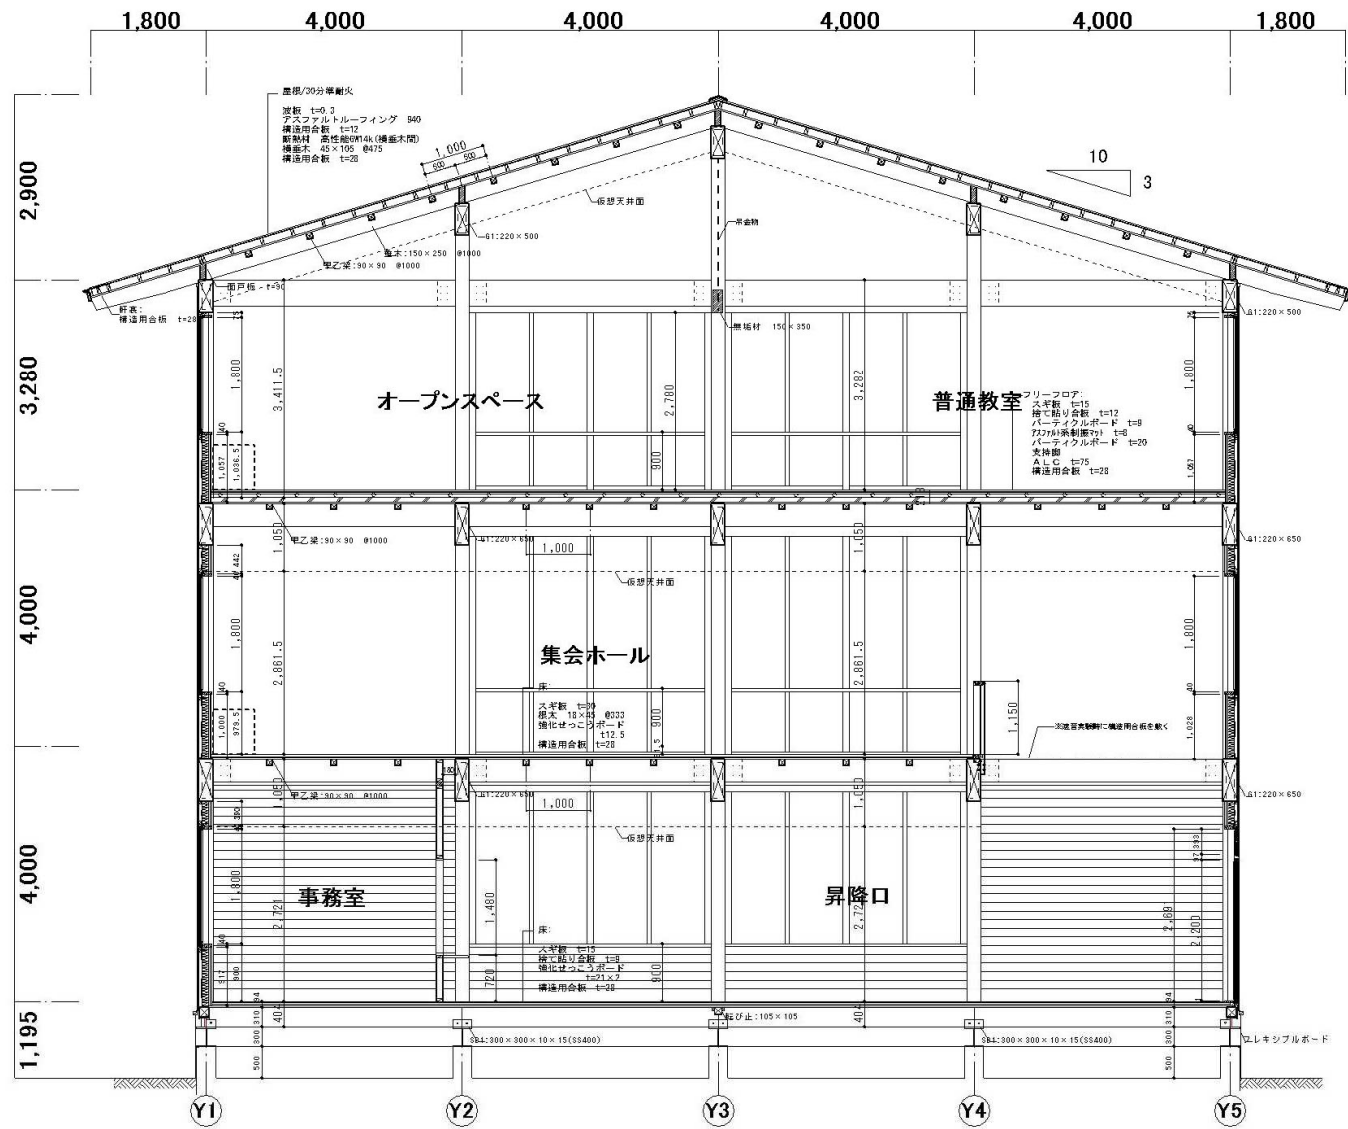 1,800
4,000
4,000
4,000
4,000
1,800
屋根/30分準耐火
波板 t=0.3
アスファルトルーフィング 940
構造用合板 t=12
断熱材 高性能GW14k(横垂木間)
横垂木 45×105 @475
構造用合板 t=28
1,000
500
500
10
3
2,900
仮想天井面
吊金物
G1:220×500
垂木:150×250 @1000
甲乙梁:90×90 @1000
面戸板 t=30
軒裏:
構造用合板 t=28
無垢材 150×350
G1:220×500
75
75
3,280
1,800
3,411.5
オープンスペース
2,780
3,282
普通教室
1,800
フリーフロア:
スギ板 t=15
捨て貼り合板 t=12
パーティクルボード t=9
アスファルト系制振マット t=8
パーティクルボード t=20
支持脚
ALC t=75
構造用合板 t=28
40
40
1,057
1,036.5
900
1,057
甲乙梁:90×90 @1000
1,050
G1:220×650
1,000
1,050
G1:220×650
442
40
仮想天井面
4,000
1,800
2,861.5
集会ホール
2,861.5
1,800
床:
スギ板 t=30
根太 18×45 @333
強化せっこうボード
t12.5
構造用合板 t=28
40
1,000
979.5
900
1,150
40
1,028
※遮音実験時に構造用合板を敷く
甲乙梁:90×90 @1000
1,050
G1:220×650
1,000
1,050
G1:220×650
仮想天井面
4,000
1,800
事務室
2,721
1,480
昇降口
2,200
床:
スギ板 t=15
捨て貼り合板 t=9
強化せっこうボード
t=21×2
構造用合板 t=28
40
917
900
720
900
94
94
1,195
310
404
転び止:105×105
310
300
SB1:300×300×10×15(SS400)
SB1:300×300×10×15(SS400)
300
フレキシブルボード
500
500
Y1
Y2
Y3
Y4
Y5